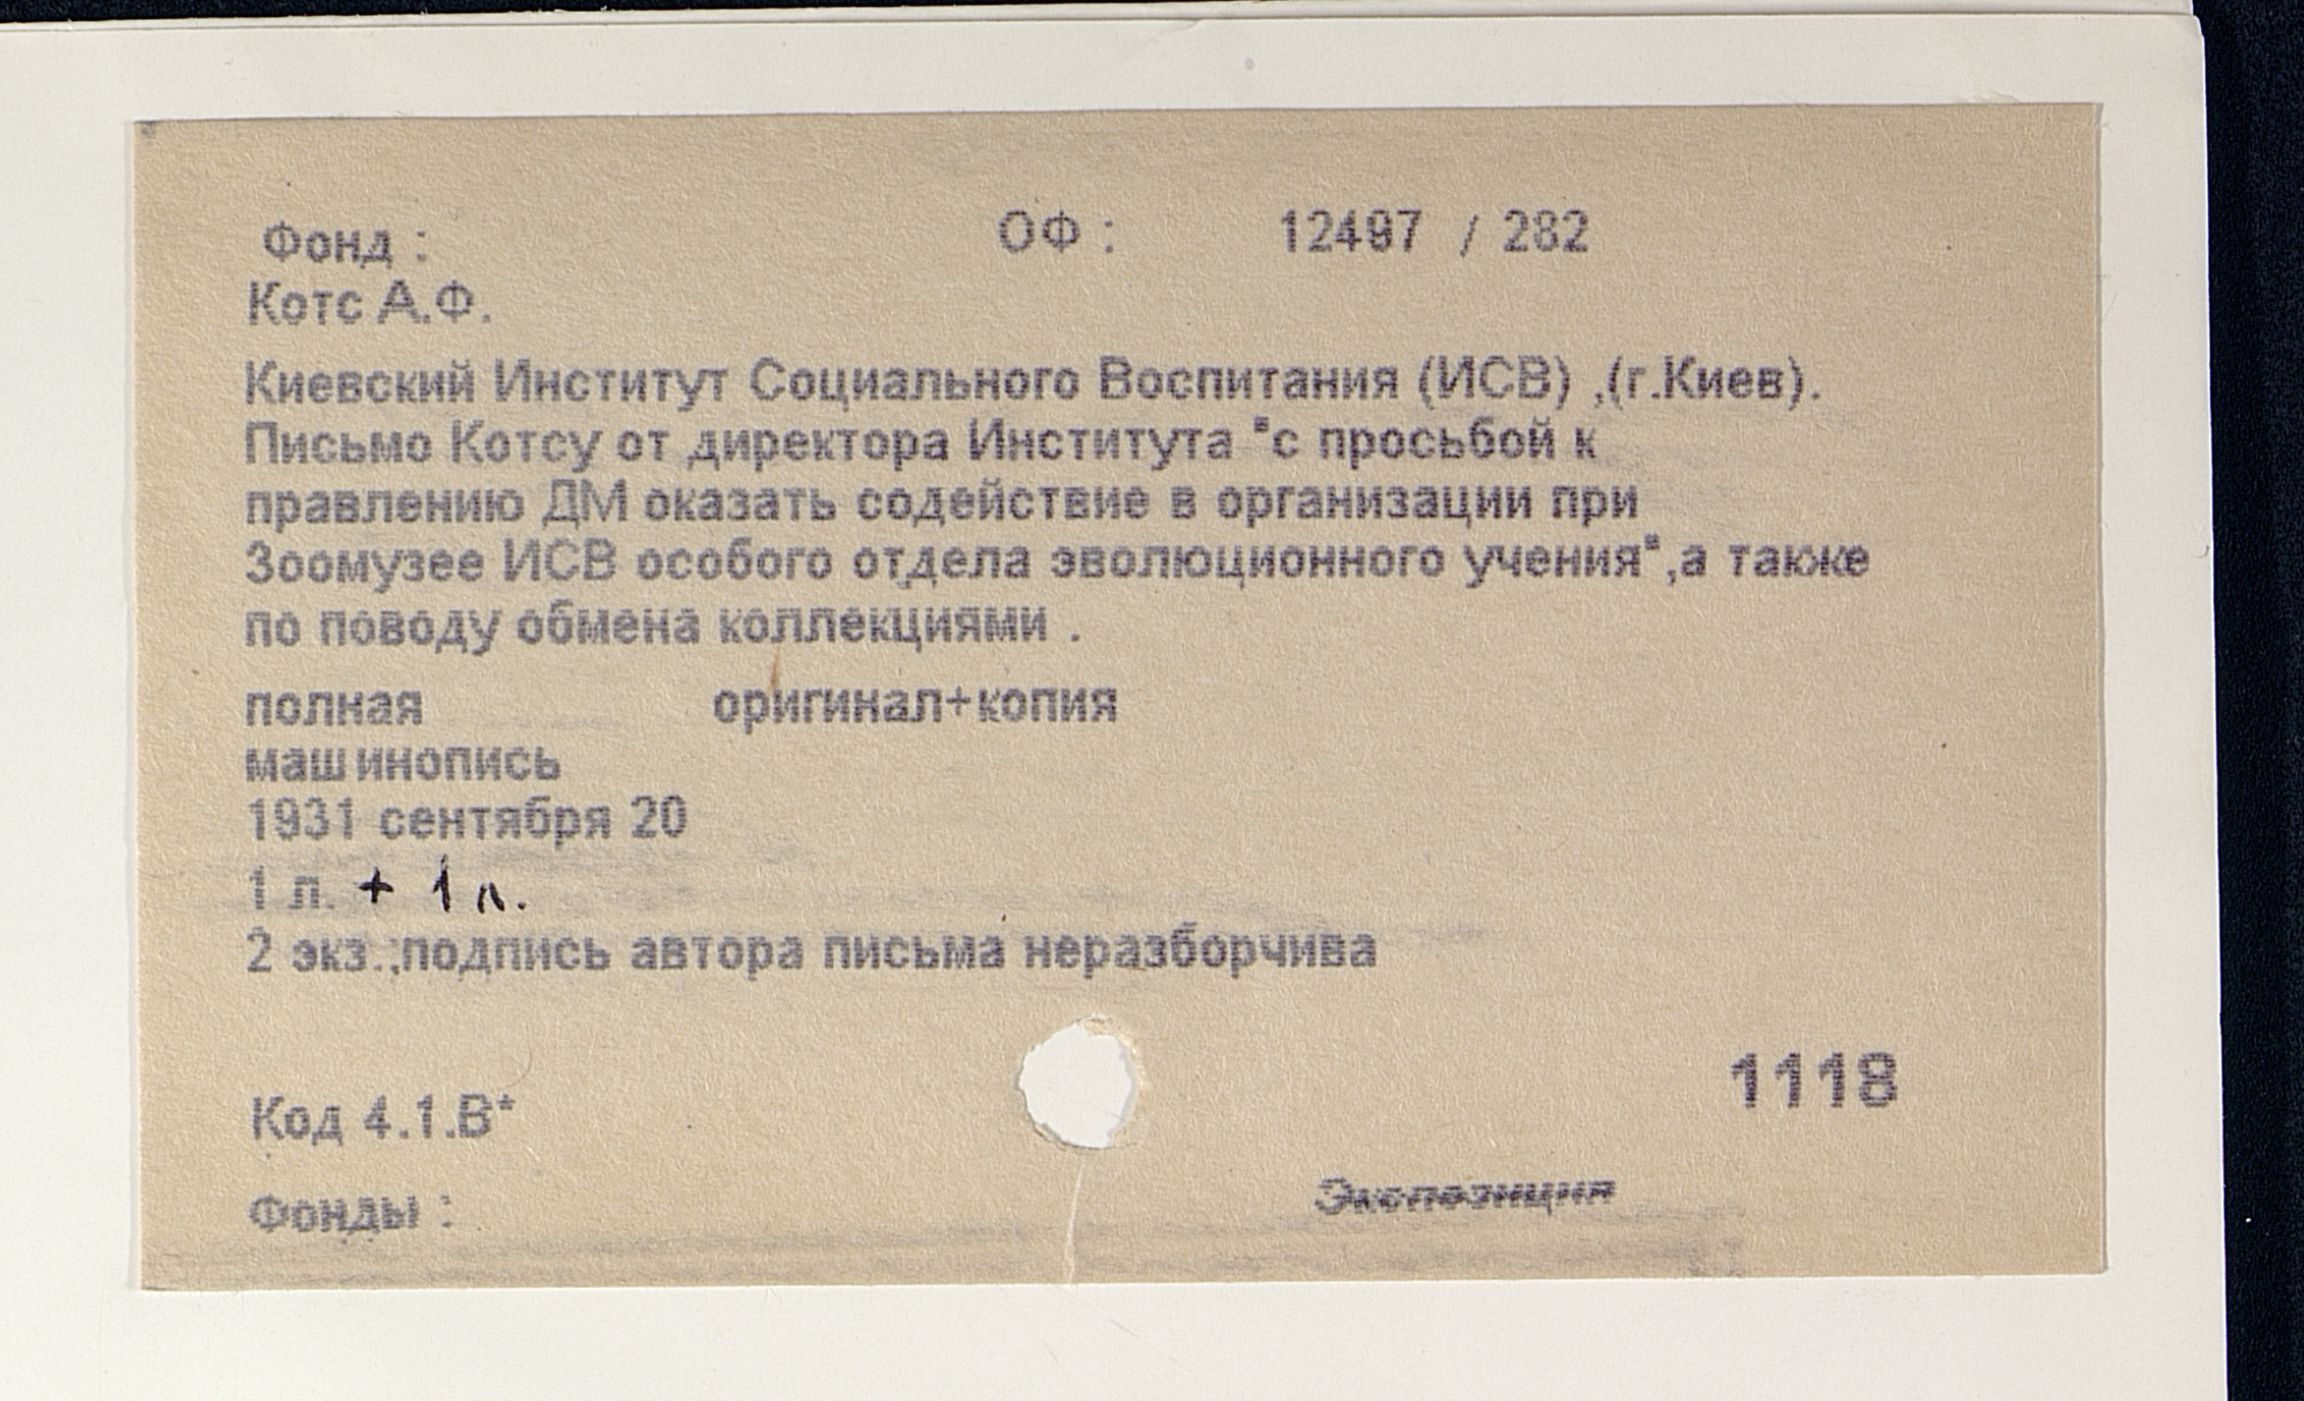 Фонд : ОФ : 12497 / 282
Котс А.Ф.
Киевский Институт Социального Воспитания (ИСВ) ,(г.Киев).
Письмо Котсу от директора Института "с просьбой к
правлению ДМ оказать содействие в организации при
Зоомузее ИСВ особого отдела эволюционного учения",а также
по поводу обмена коллекциями .
полная оригинал+копия
машинопись
1931 сентября 20
1 л. + 1 л.
2 экз.;подпись автора письма неразборчива
1118
Код 4.1.В*
Экспозиция
Фонды :